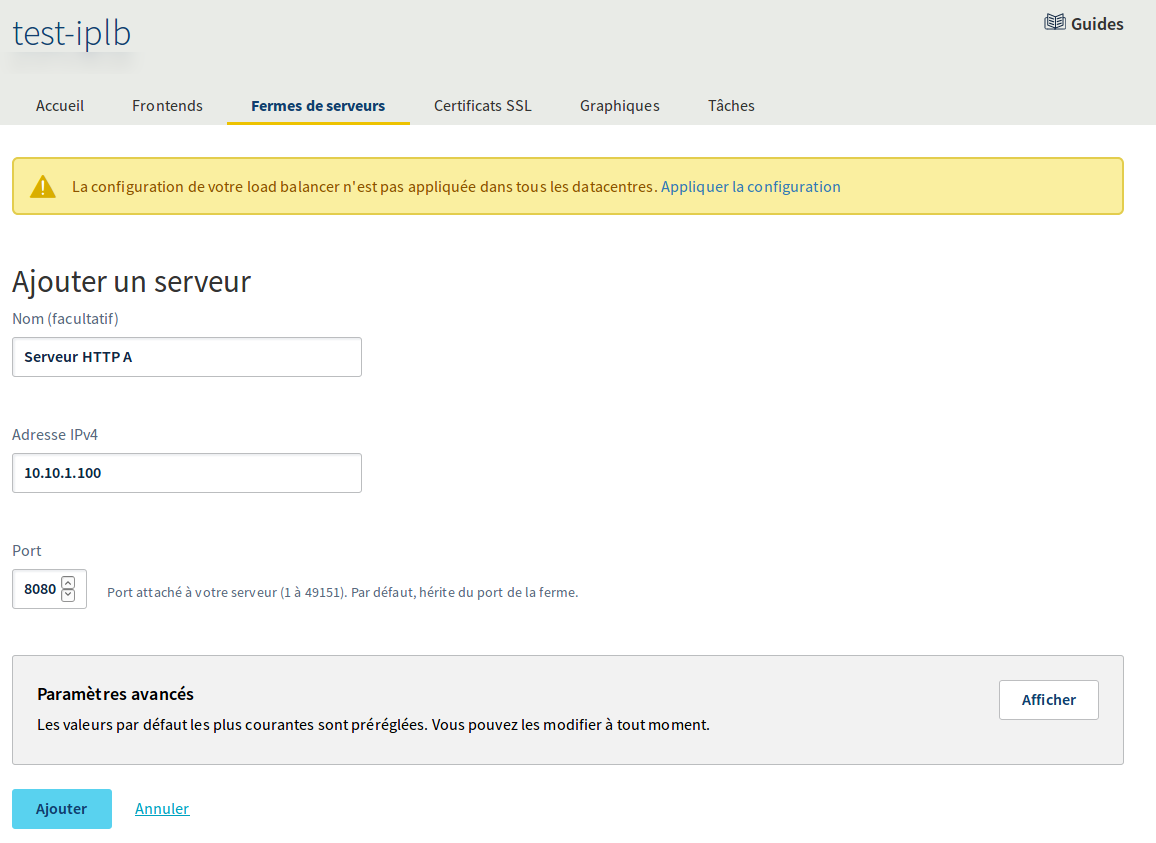 test-iplb
Guides
Accueil Frontends Fermes de serveurs Certificats SSL Graphiques Tâches
La configuration de votre load balancer n'est pas appliquée dans tous les datacentres. Appliquer la configuration
Ajouter un serveur
Nom (facultatif)
Serveur HTTP A
Adresse IPv4
10.10.1.100
Port
8080 Port attaché à votre serveur (1 à 49151). Par défaut, hérite du port de la ferme.
Paramètres avancés
Afficher
Les valeurs par défaut les plus courantes sont préréglées. Vous pouvez les modifier à tout moment.
Ajouter Annuler